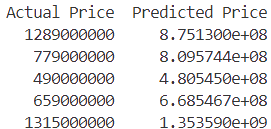 Actual Price Predicted Price
1289000000 8.751300e+08
779000000 8.095744e+08
490000000 4.805450e+08
659000000 6.685467e+08
1315000000 1.353590e+09